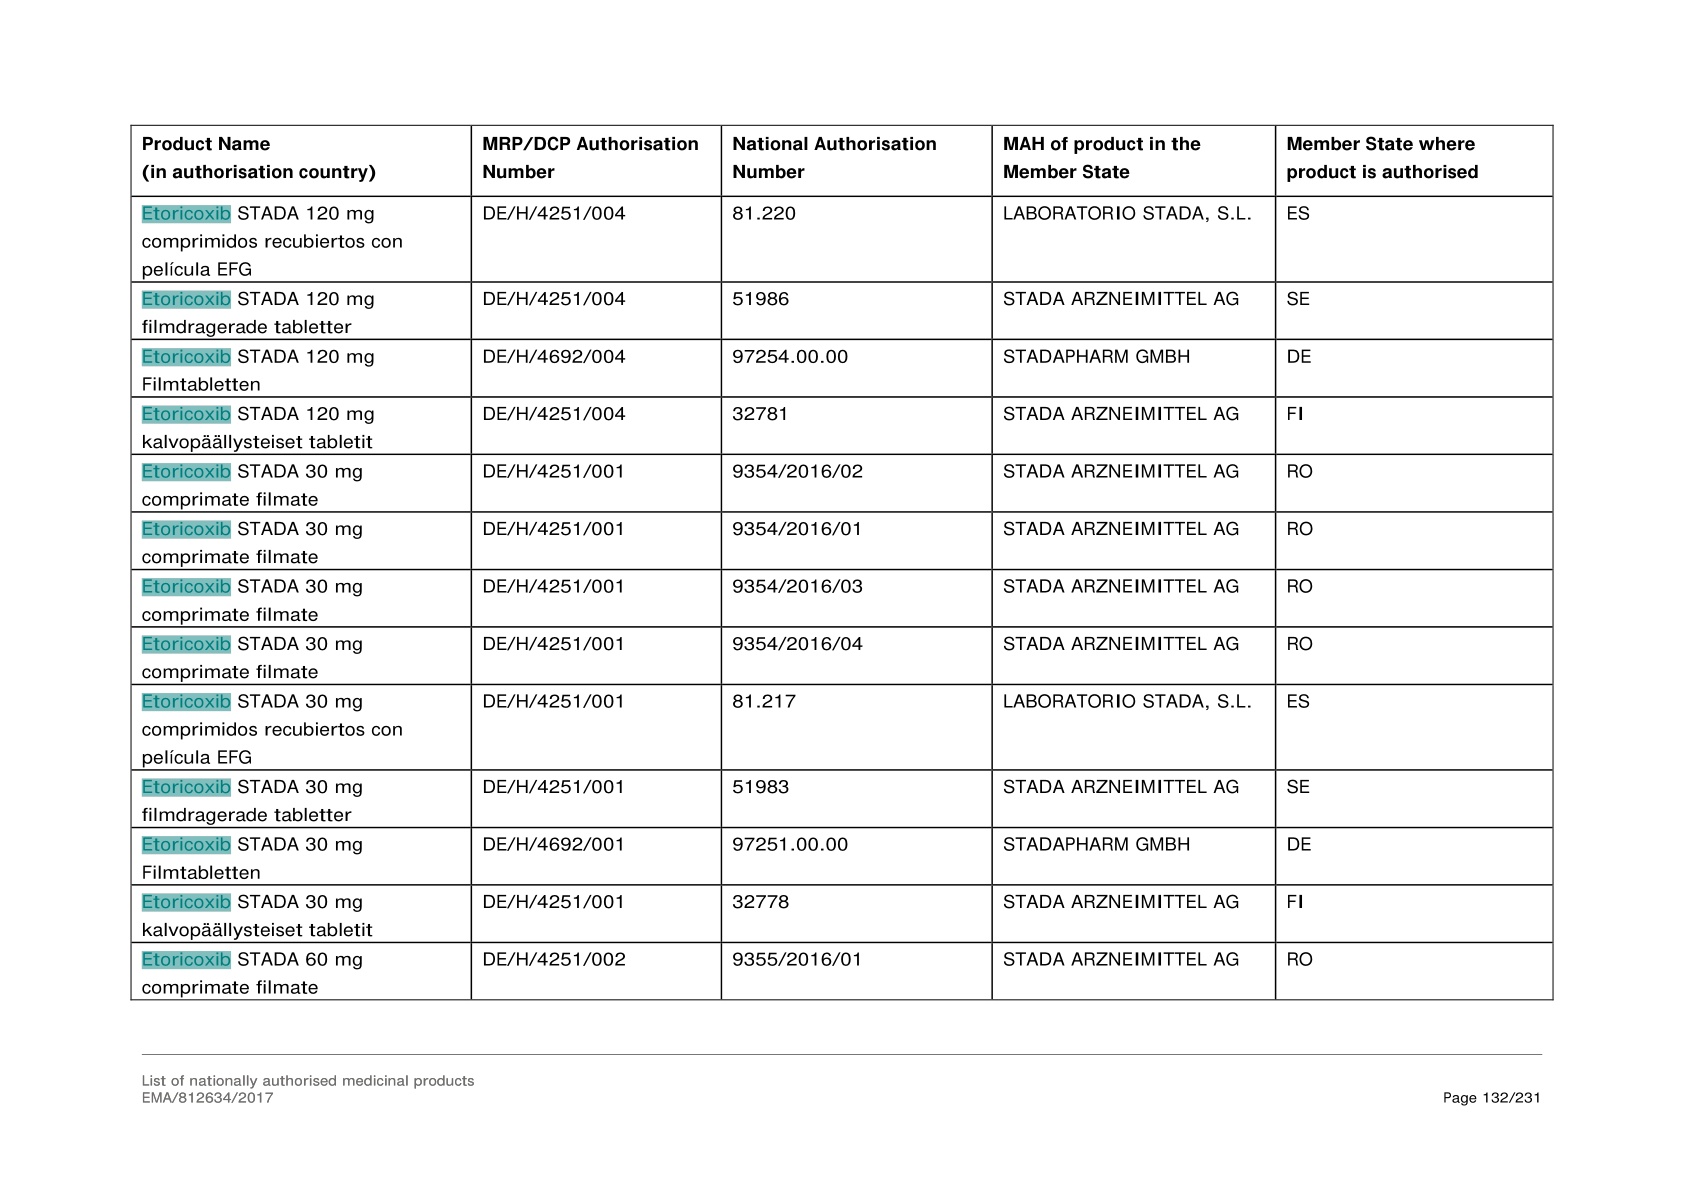 Product Name
(in authorisation country)
MRP/DCP Authorisation
Number
National Authorisation
Number
MAH of product in the
Member State
Member State where
product is authorised
Etoricoxib STADA 120 mg
comprimidos recubiertos con
película EFG
DE/H/4251/004
81.220
LABORATORIO STADA, S.L.
ES
Etoricoxib STADA 120 mg
filmdragerade tabletter
DE/H/4251/004
51986
STADA ARZNEIMITTEL AG
SE
Etoricoxib STADA 120 mg
Filmtabletten
DE/H/4692/004
97254.00.00
STADAPHARM GMBH
DE
Etoricoxib STADA 120 mg
kalvopäällysteiset tabletit
DE/H/4251/004
32781
STADA ARZNEIMITTEL AG
FI
Etoricoxib STADA 30 mg
comprimate filmate
DE/H/4251/001
9354/2016/02
STADA ARZNEIMITTEL AG
RO
Etoricoxib STADA 30 mg
comprimate filmate
DE/H/4251/001
9354/2016/01
STADA ARZNEIMITTEL AG
RO
Etoricoxib STADA 30 mg
comprimate filmate
DE/H/4251/001
9354/2016/03
STADA ARZNEIMITTEL AG
RO
Etoricoxib STADA 30 mg
comprimate filmate
DE/H/4251/001
9354/2016/04
STADA ARZNEIMITTEL AG
RO
Etoricoxib STADA 30 mg
comprimidos recubiertos con
película EFG
DE/H/4251/001
81.217
LABORATORIO STADA, S.L.
ES
Etoricoxib STADA 30 mg
filmdragerade tabletter
DE/H/4251/001
51983
STADA ARZNEIMITTEL AG
SE
Etoricoxib STADA 30 mg
Filmtabletten
DE/H/4692/001
97251.00.00
STADAPHARM GMBH
DE
Etoricoxib STADA 30 mg
kalvopäällysteiset tabletit
DE/H/4251/001
32778
STADA ARZNEIMITTEL AG
FI
Etoricoxib STADA 60 mg
comprimate filmate
DE/H/4251/002
9355/2016/01
STADA ARZNEIMITTEL AG
RO
List of nationally authorised medicinal products
EMA/812634/2017
Page 132/231